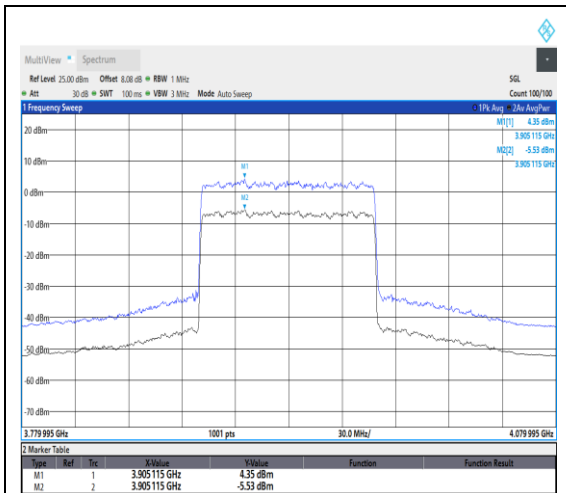 MultiView Spectrum
Ref Level 25.00 dBm Offset 8.08 dB RBW 1 MHz SGL
Att 30 dB SWT 100 ms VBW 3 MHz Mode Auto Sweep Count 100/100
1 Frequency Sweep 1Pk Avg 2Av AvgPwr
M1[1] 4.35 dBm
3.905 115 GHz
M2[2] -5.53 dBm
3.905 115 GHz
20 dBm
10 dBm
M1
0 dBm
M2
-10 dBm
-20 dBm
-30 dBm
-40 dBm
-50 dBm
-60 dBm
-70 dBm
3.779 995 GHz 1001 pts 30.0 MHz/ 4.079 995 GHz
2 Marker Table
Type Ref Trc X-Value Y-Value Function Function Result
M1 1 3.905 115 GHz 4.35 dBm
M2 2 3.905 115 GHz -5.53 dBm